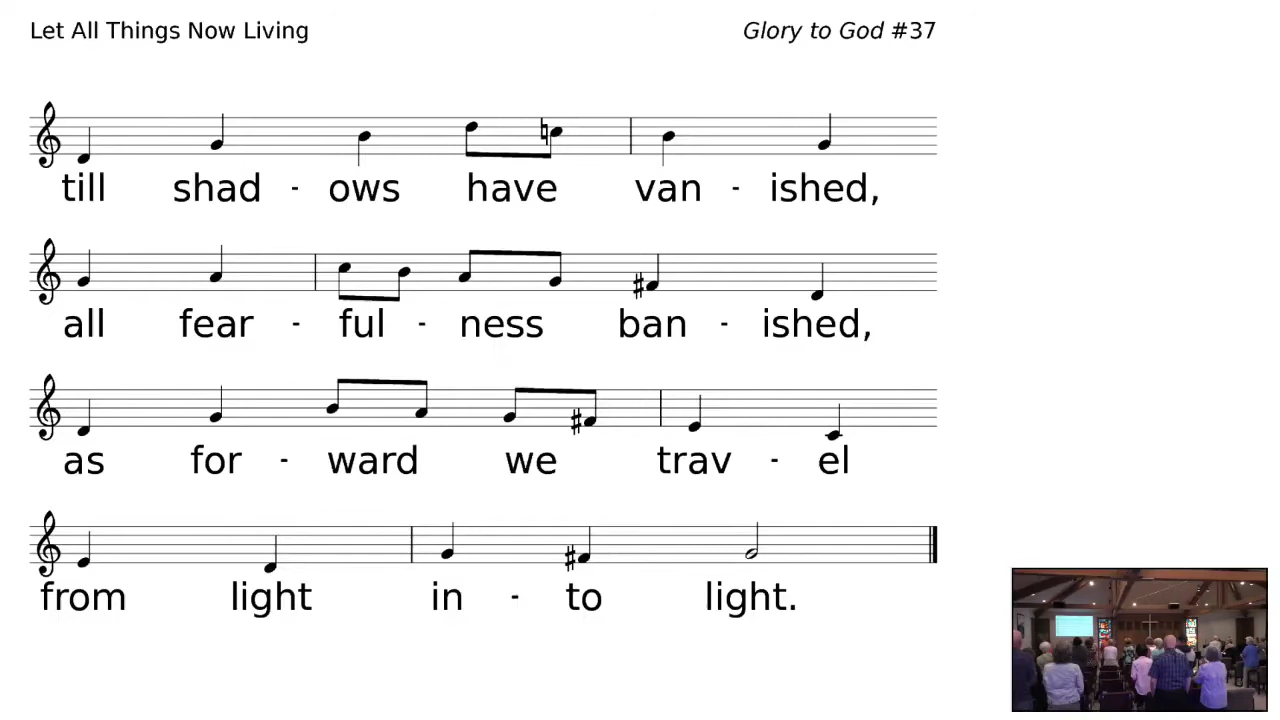 Let All Things Now Living
Glory to God #37
till shad - ows have van - ished,
all fear - ful - ness ban - ished,
as for - ward we trav - el
from light in - to light.